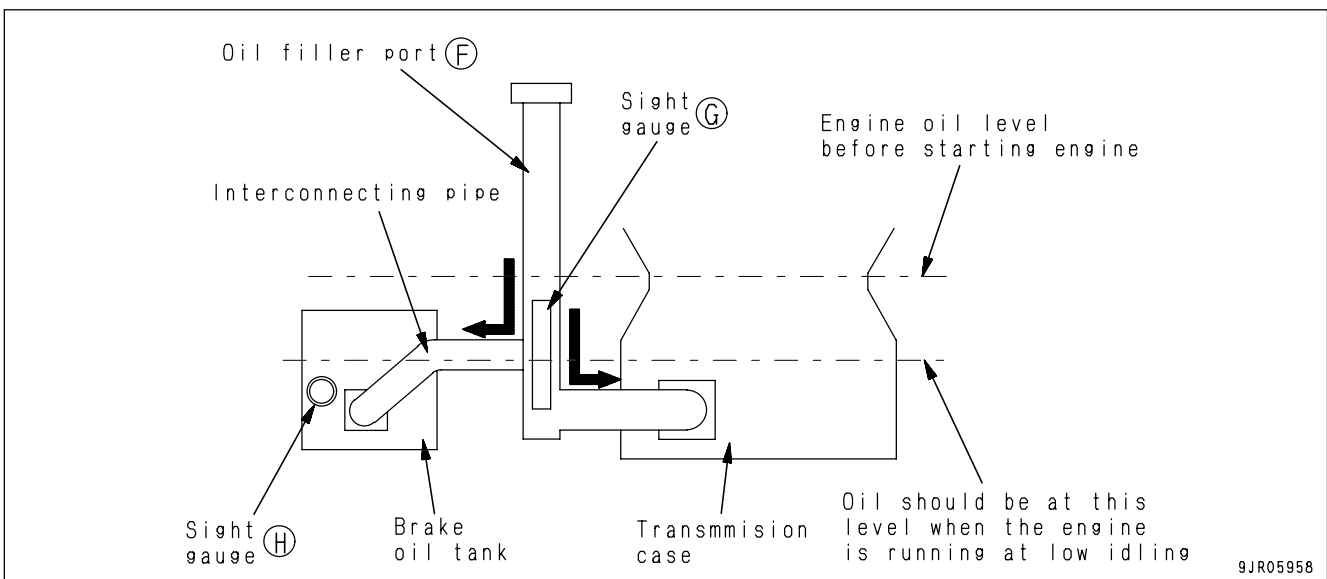 Oil filler port F
Sight
gauge G
Engine oil level
before starting engine
Interconnecting pipe
Sight
gauge H
Brake
oil tank
Transmmision
case
Oil should be at this
level when the engine
is running at low idling
9JR05958